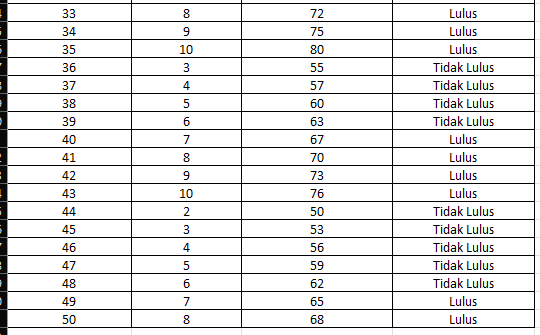 33 8 72 Lulus
34 9 75 Lulus
35 10 80 Lulus
36 3 55 Tidak Lulus
37 4 57 Tidak Lulus
38 5 60 Tidak Lulus
39 6 63 Tidak Lulus
40 7 67 Lulus
41 8 70 Lulus
42 9 73 Lulus
43 10 76 Lulus
44 2 50 Tidak Lulus
45 3 53 Tidak Lulus
46 4 56 Tidak Lulus
47 5 59 Tidak Lulus
48 6 62 Tidak Lulus
49 7 65 Lulus
50 8 68 Lulus